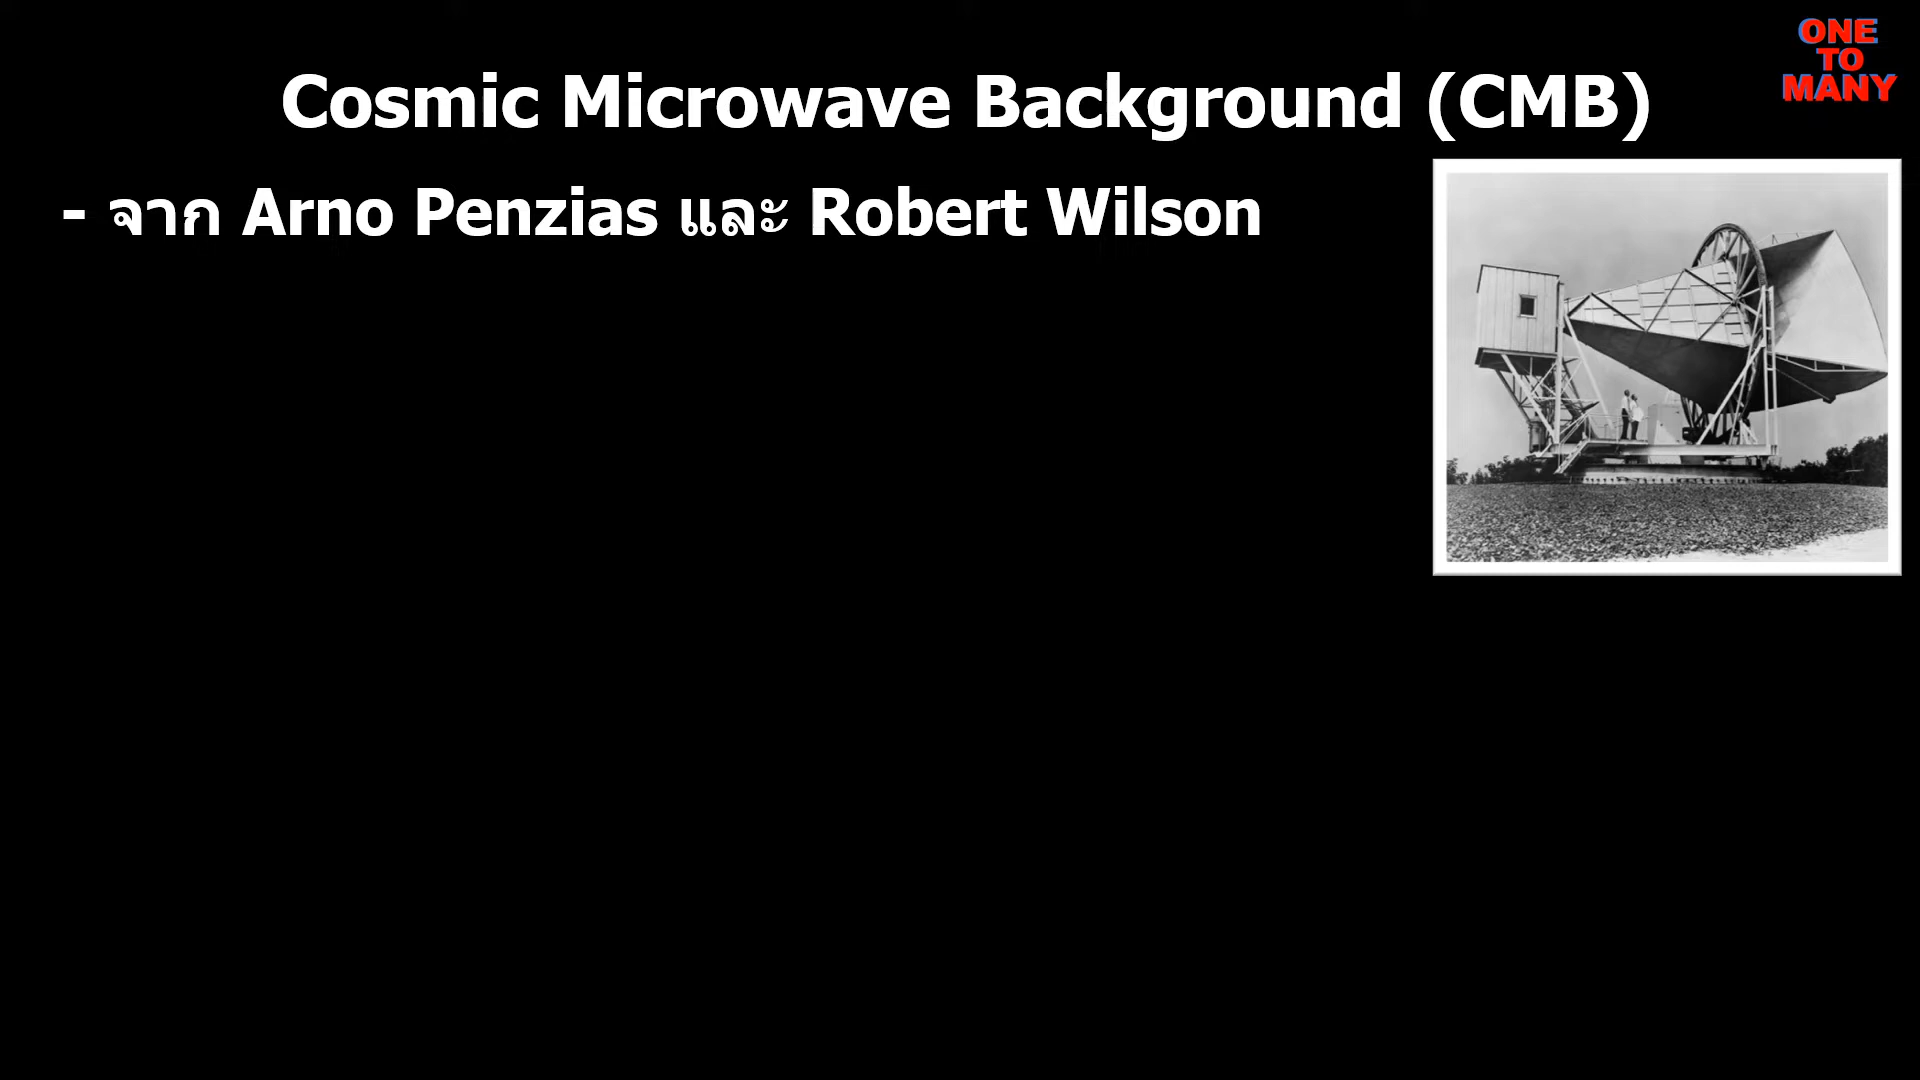 ONE
TO
MANY
Cosmic Microwave Background (CMB)
- จาก Arno Penzias และ Robert Wilson